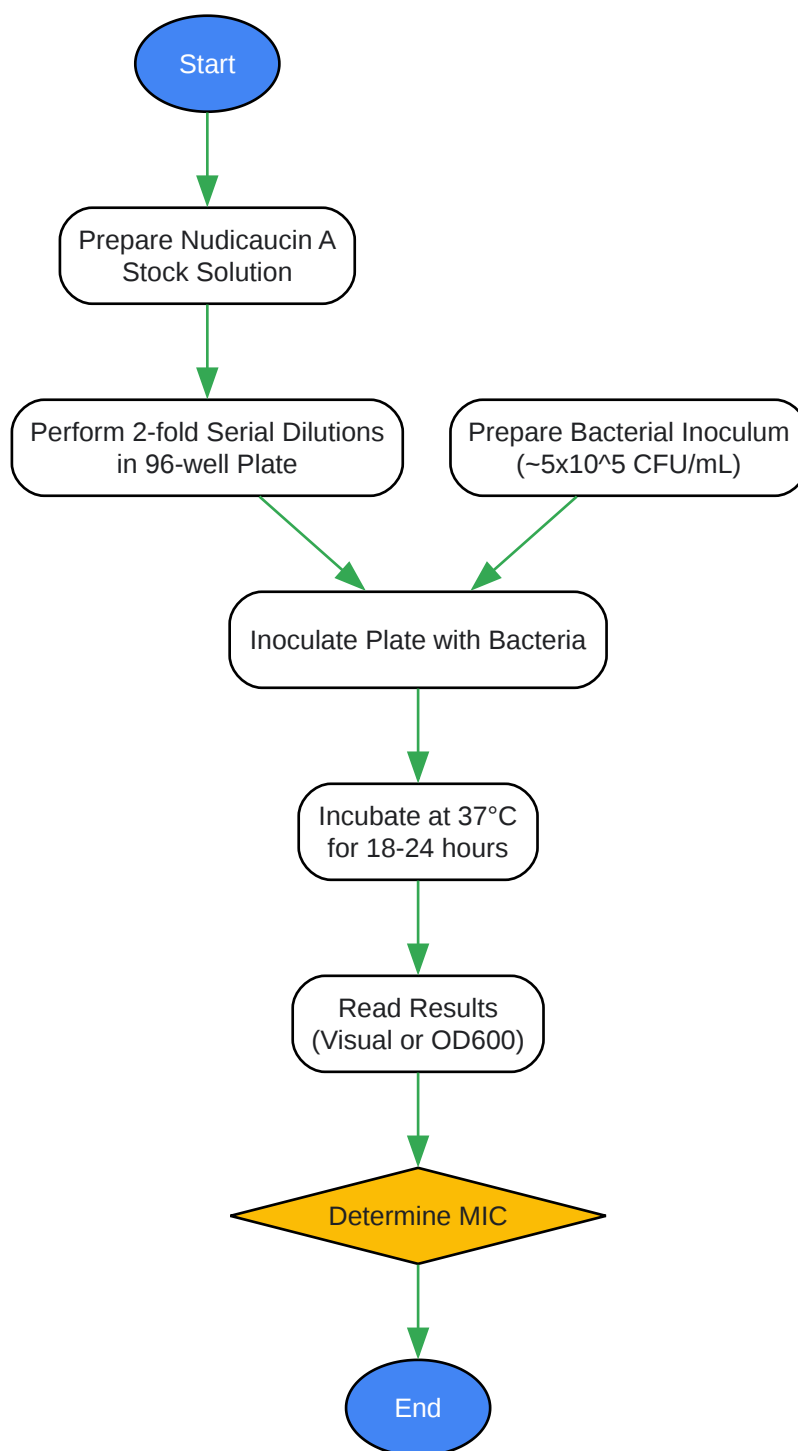 Start
Prepare Nudicaucin A
Stock Solution
Perform 2-fold Serial Dilutions
in 96-well Plate
Prepare Bacterial Inoculum
(~5x10^5 CFU/mL)
Inoculate Plate with Bacteria
Incubate at 37°C
for 18-24 hours
Read Results
(Visual or OD600)
Determine MIC
End